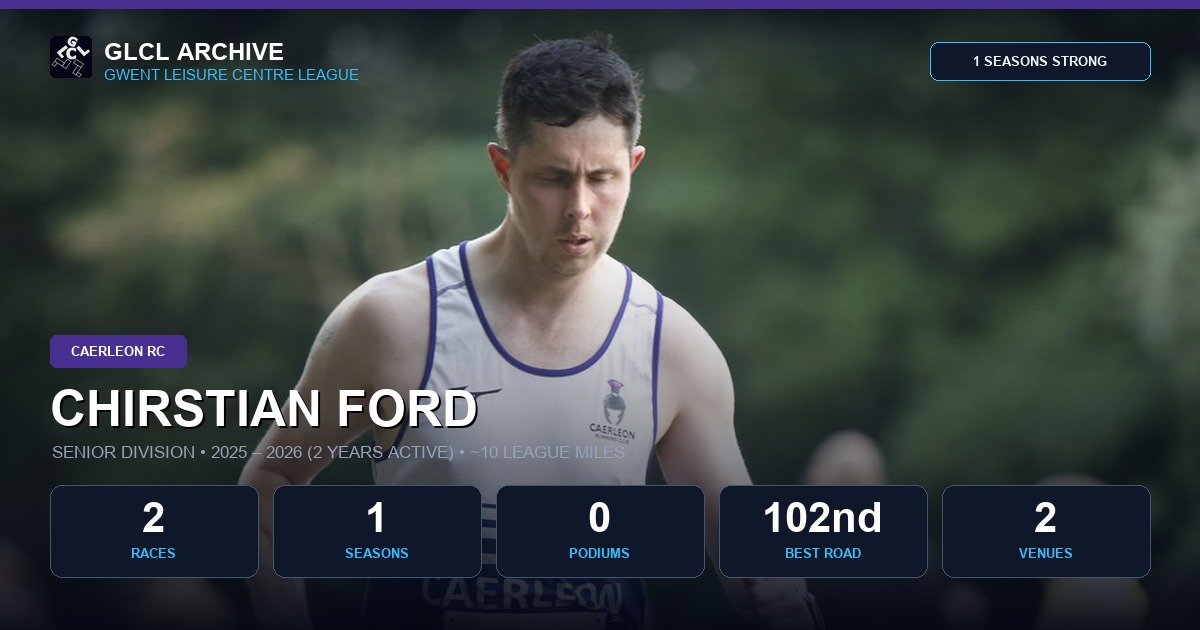 GLCL ARCHIVE
GWENT LEISURE CENTRE LEAGUE
1 SEASONS STRONG
CAERLEON RC
CHIRSTIAN FORD
SENIOR DIVISION • 2025 – 2026 (2 YEARS ACTIVE) • ~10 LEAGUE MILES
CAERLEON
RUNNING CLUB
2
RACES
1
SEASONS
0
PODIUMS
102nd
BEST ROAD
2
VENUES
CAERLEON